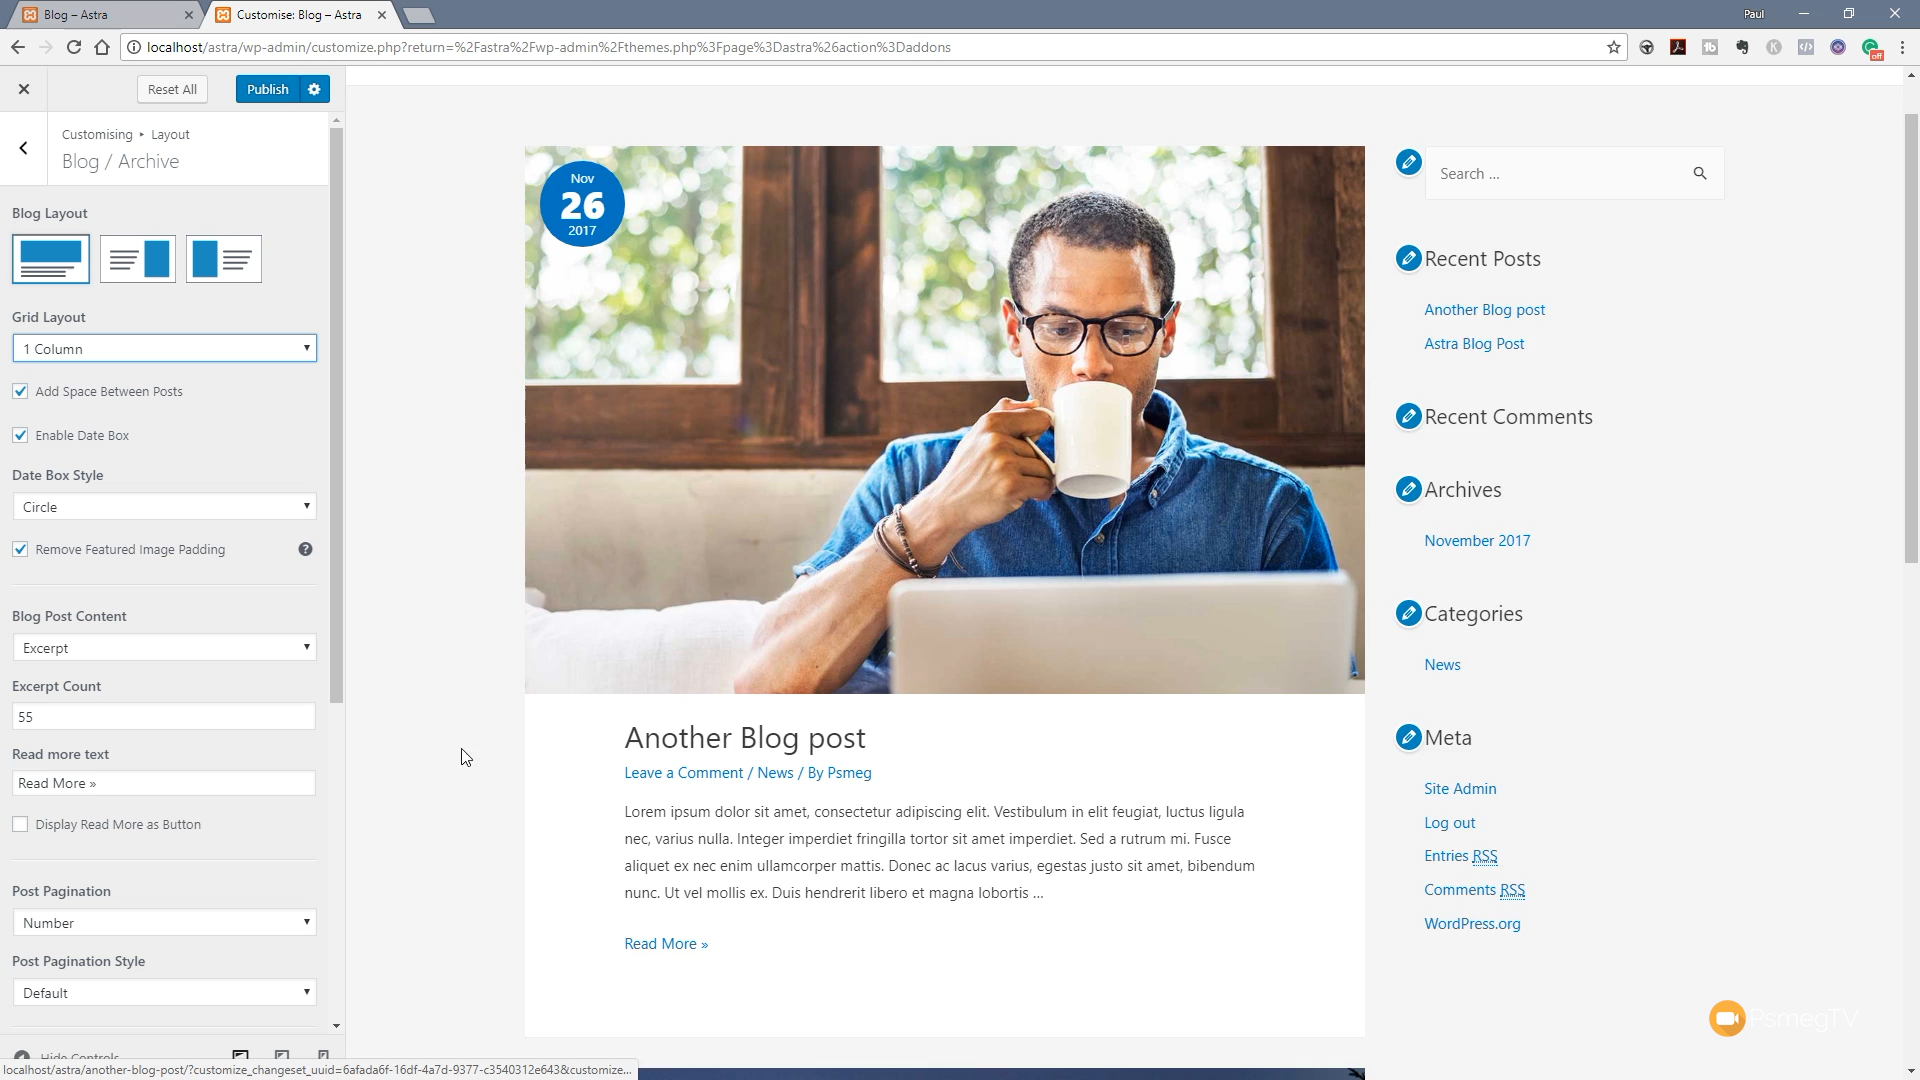 Blog – Astra
Customise: Blog – Astra
Paul
localhost/astra/wp-admin/customize.php?return=%2Fastra%2Fwp-admin%2Fthemes.php%3Fpage%3Dastra%26action%3Daddons
off
Reset All
Publish
Customising ▸ Layout
Blog / Archive
Blog Layout
Grid Layout
1 Column
Add Space Between Posts
Enable Date Box
Date Box Style
Circle
Remove Featured Image Padding
?
Blog Post Content
Excerpt
Excerpt Count
55
Read more text
Read More »
Display Read More as Button
Post Pagination
Number
Post Pagination Style
Default
Hide Controls
localhost/astra/another-blog-post/?customize_changeset_uuid=6afada6f-16df-4a7d-9377-c3540312e643&customize...
Nov
26
2017
Another Blog post
Leave a Comment / News / By Psmeg
Lorem ipsum dolor sit amet, consectetur adipiscing elit. Vestibulum in elit feugiat, luctus ligula
nec, varius nulla. Integer imperdiet fringilla tortor sit amet imperdiet. Sed a rutrum mi. Fusce
aliquet ex nec enim ullamcorper mattis. Donec ac lacus varius, egestas justo sit amet, bibendum
nunc. Ut vel mollis ex. Duis hendrerit libero et magna lobortis …
Read More »
Search …
Recent Posts
Another Blog post
Astra Blog Post
Recent Comments
Archives
November 2017
Categories
News
Meta
Site Admin
Log out
Entries RSS
Comments RSS
WordPress.org
PsmegTV